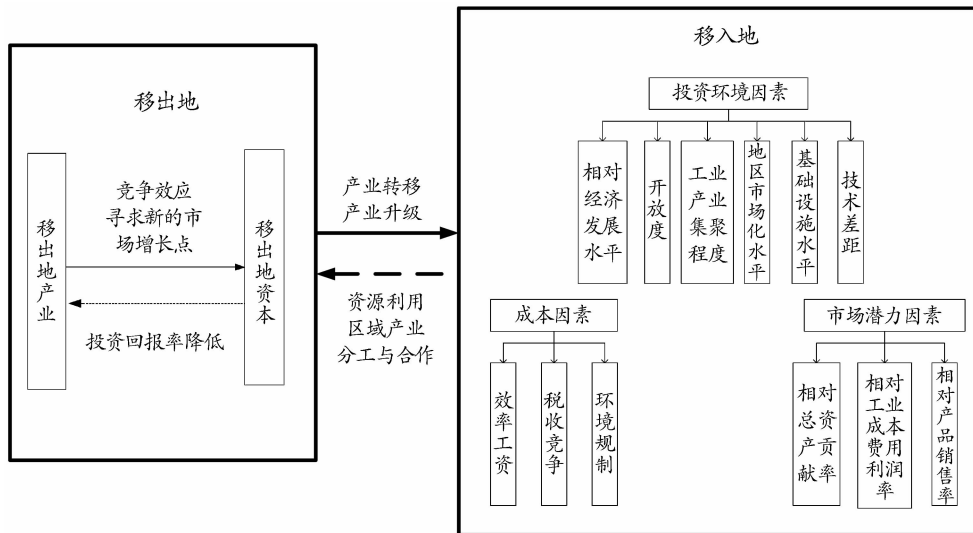 移出地
移出地产业
竞争效应
寻求新的市
场增长点
投资回报率降低
移出地资本
产业转移
产业升级
资源利用
区域产业
分工与合作
移入地
投资环境因素
相对
经济
发展
水平
开放度
工业
产业
集聚
程度
地区市场化水平
基础设施水平
技术差距
成本因素
效率工资
税收竞争
环境规制
市场潜力因素
相对
总资
产贡
献率
相对
工业
成本
费用
利润
率
相对产品销售率